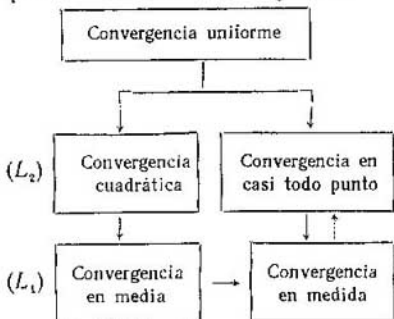 Convergencia uniforme
(L₂)
Convergencia
cuadrática
Convergencia en
casi todo punto
(L₁)
Convergencia
en media
Convergencia
en medida